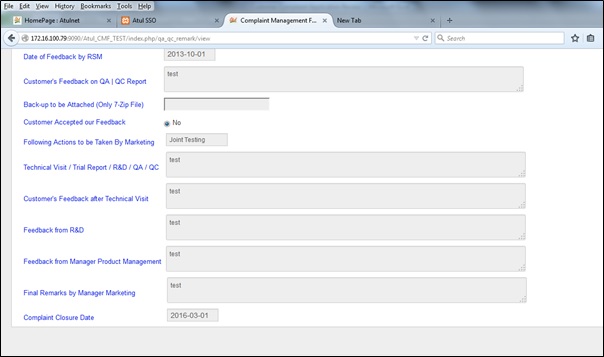 File Edit View History Bookmarks Tools Help
HomePage : Atulnet × Atul SSO × Complaint Management F... × New Tab × +
172.16.100.79:9090/Atul_CMF_TEST/index.php/qa_qc_remark/view Search
Date of Feedback by RSM 2013-10-01
Customer's Feedback on QA | QC Report test
Back-up to be Attached (Only 7-Zip File)
Customer Accepted our Feedback No
Following Actions to be Taken By Marketing Joint Testing
Technical Visit / Trial Report / R&D / QA / QC test
Customer's Feedback after Technical Visit test
Feedback from R&D test
Feedback from Manager Product Management test
Final Remarks by Manager Marketing test
Complaint Closure Date 2016-03-01